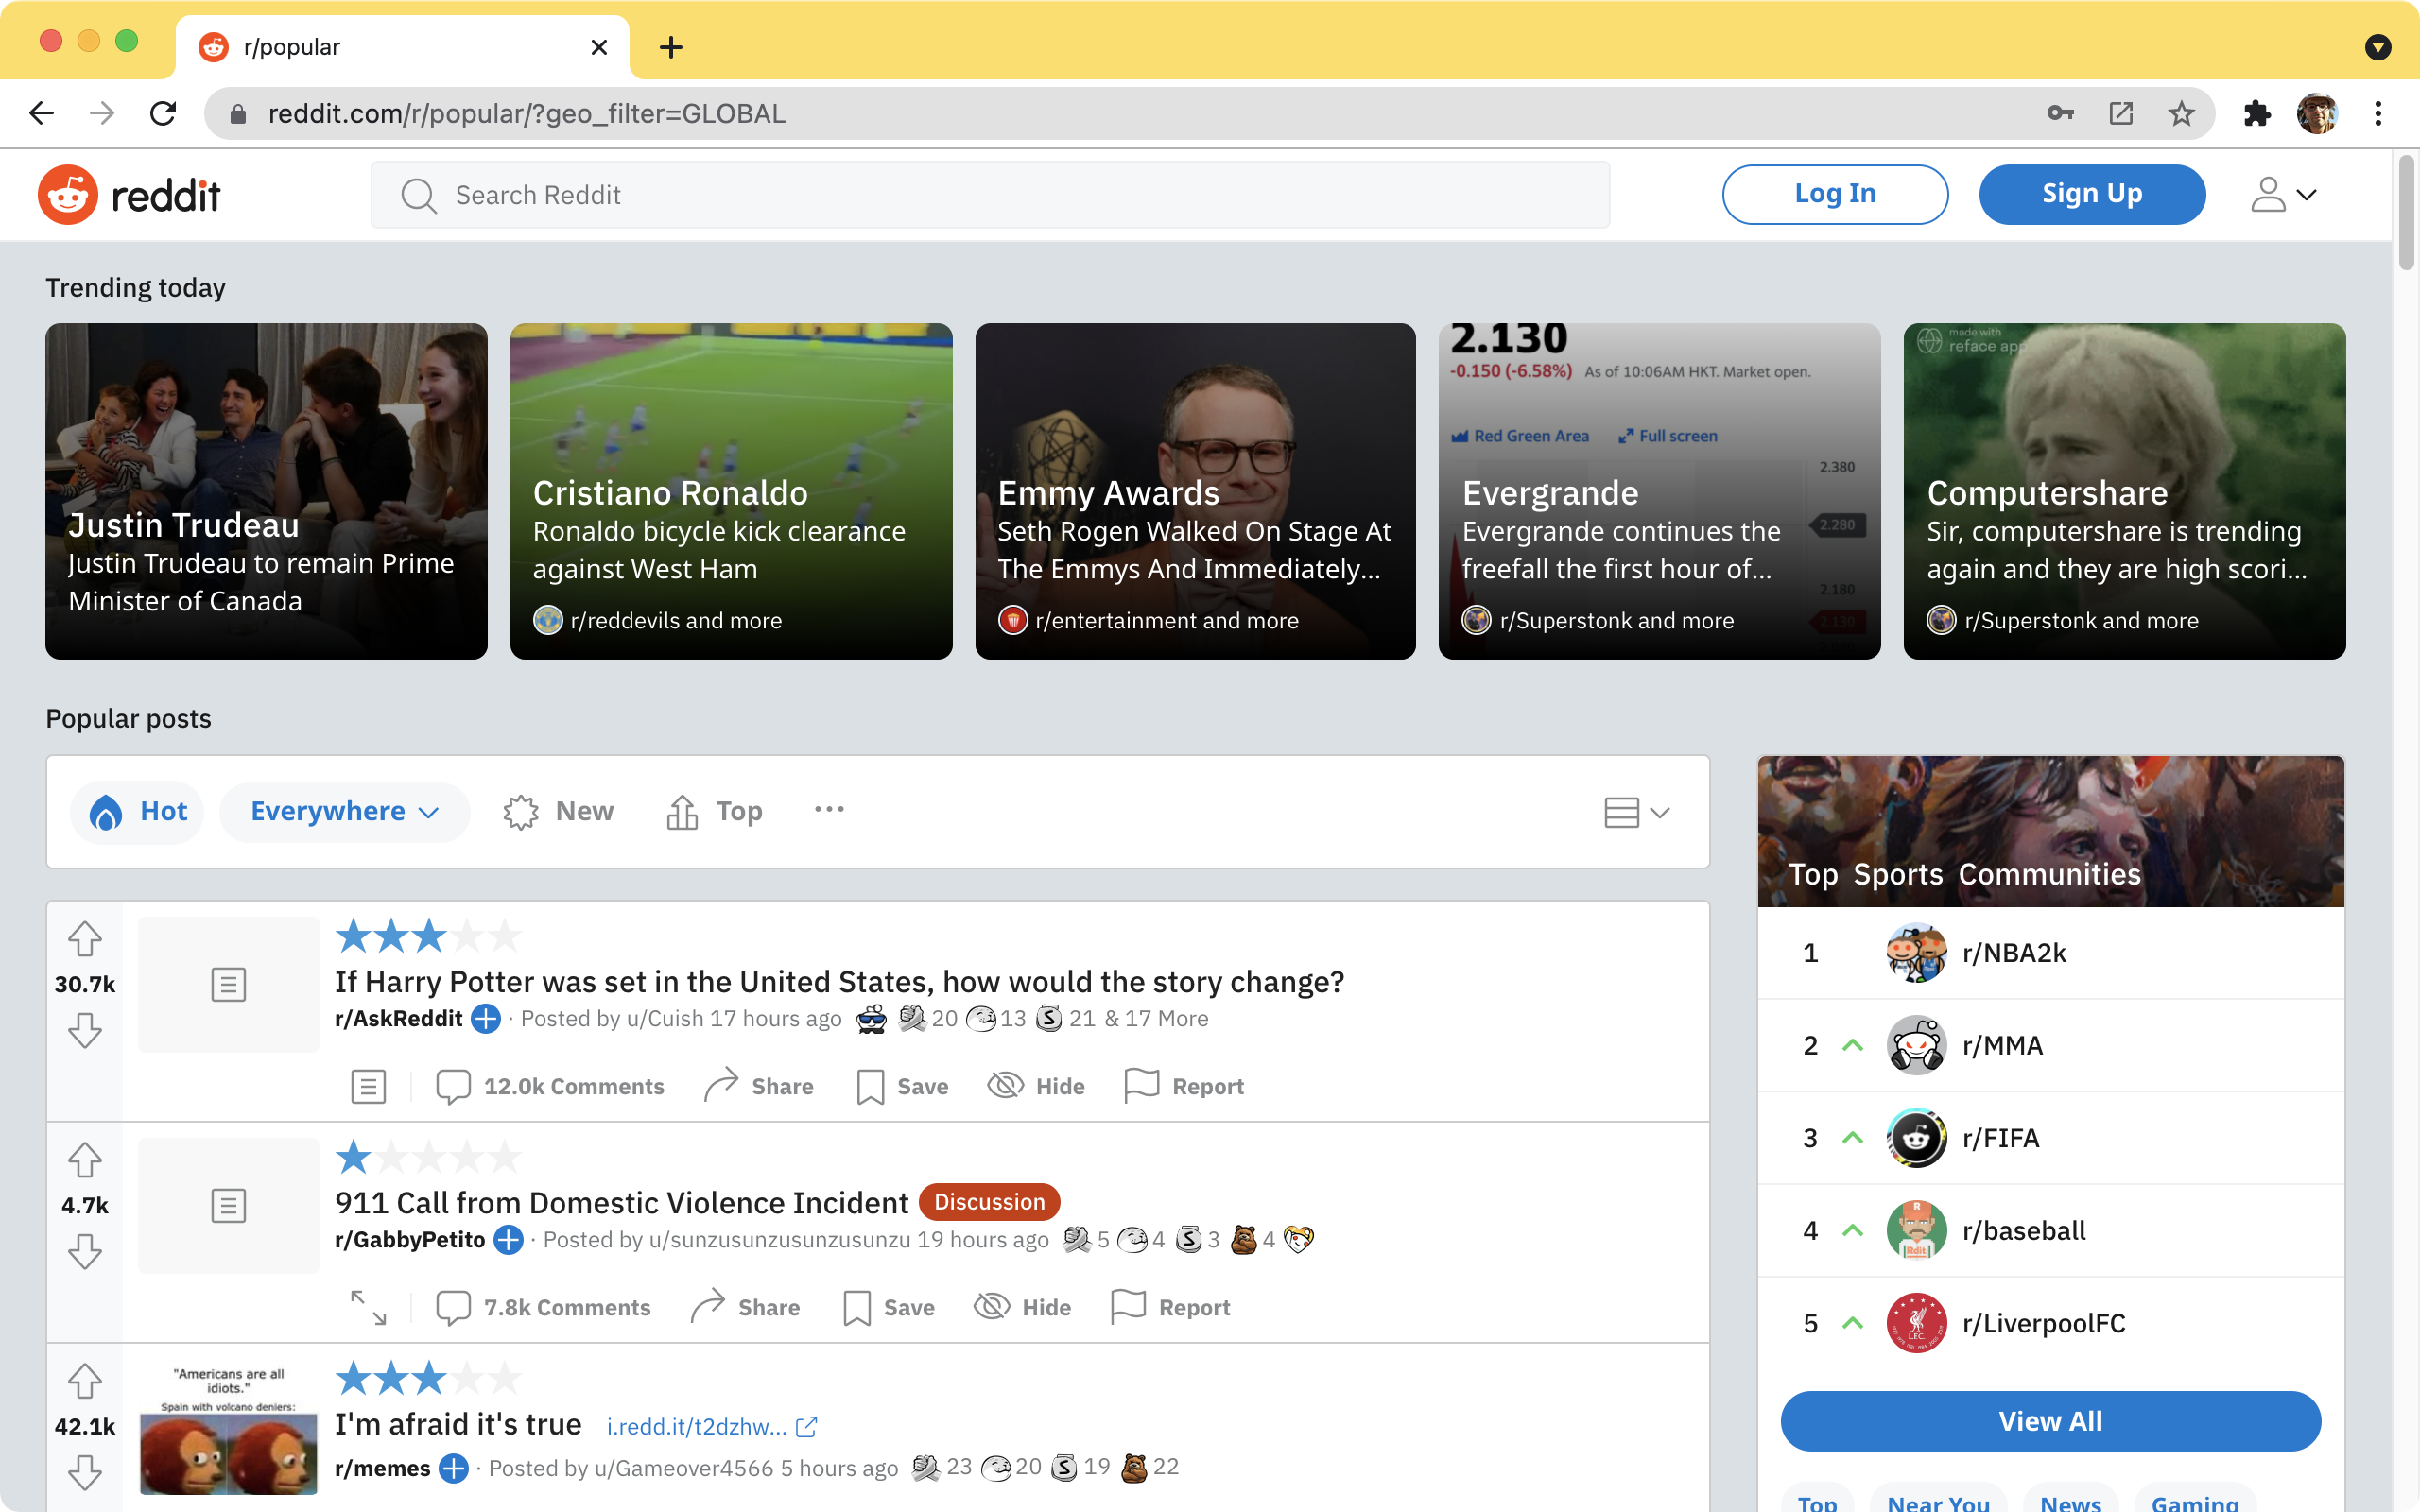 r/popular
reddit.com/r/popular/?geo_filter=GLOBAL
reddit
Search Reddit
Log In
Sign Up
Trending today
Justin Trudeau
Justin Trudeau to remain Prime
Minister of Canada
Cristiano Ronaldo
Ronaldo bicycle kick clearance
against West Ham
r/reddevils and more
Emmy Awards
Seth Rogen Walked On Stage At
The Emmys And Immediately...
r/entertainment and more
2.130
-0.150 (-6.58%) As of 10:06AM HKT. Market open.
Red Green Area Full screen
2.380
2.280
2.180
2.130
Evergrande
Evergrande continues the
freefall the first hour of...
r/Superstonk and more
made with
reface app
Computershare
Sir, computershare is trending
again and they are high scori...
r/Superstonk and more
Popular posts
Hot
Everywhere
New
Top
30.7k
If Harry Potter was set in the United States, how would the story change?
r/AskReddit · Posted by u/Cuish 17 hours ago 20 13 S 21 & 17 More
12.0k Comments Share Save Hide Report
4.7k
911 Call from Domestic Violence Incident Discussion
r/GabbyPetito · Posted by u/sunzusunzusunzusunzu 19 hours ago 5 4 S 3 4
7.8k Comments Share Save Hide Report
42.1k
"Americans are all
idiots."
Spain with volcano deniers:
I'm afraid it's true i.redd.it/t2dzhw...
r/memes · Posted by u/Gameover4566 5 hours ago 23 20 S 19 22
Top Sports Communities
1 r/NBA2k
2 r/MMA
3 r/FIFA
4 r/baseball
5 r/LiverpoolFC
View All
Top Near You News Gaming